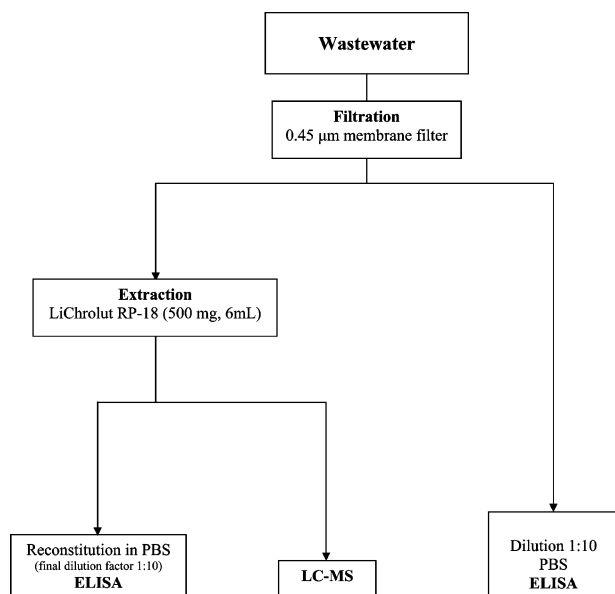 Wastewater
Filtration
0.45 µm membrane filter
Extraction
LiChrolut RP-18 (500 mg, 6mL)
Reconstitution in PBS
(final dilution factor 1:10)
ELISA
LC-MS
Dilution 1:10
PBS
ELISA